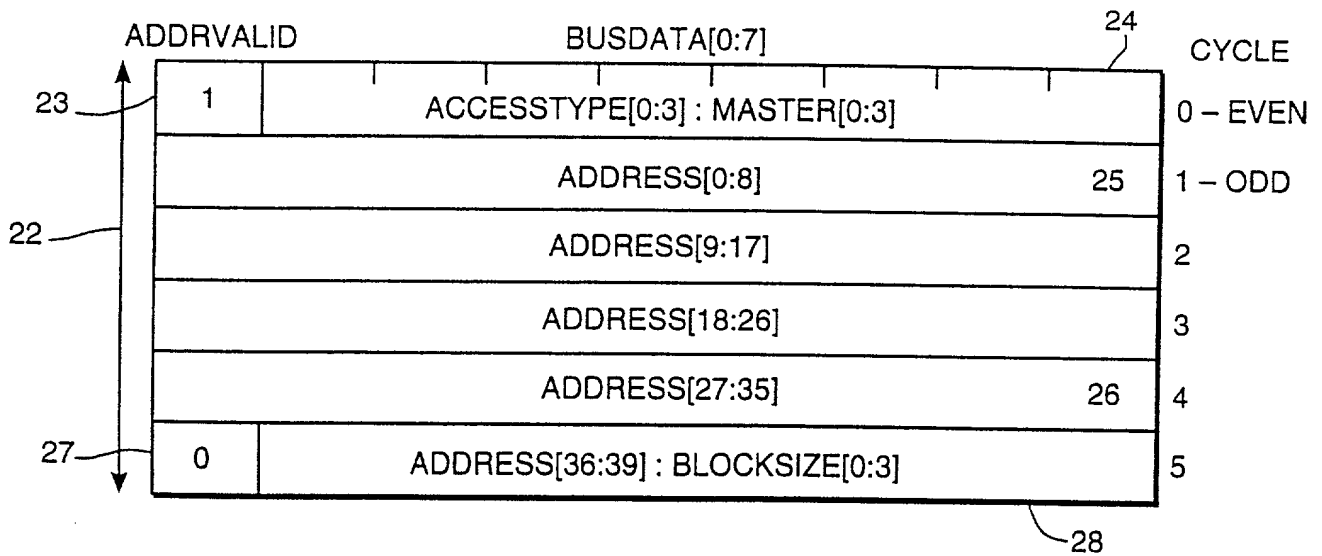 ADDRVALID BUSDATA[0:7] 24 CYCLE
23 1 ACCESSTYPE[0:3] : MASTER[0:3] 0 – EVEN
ADDRESS[0:8] 25 1 – ODD
22 ADDRESS[9:17] 2
ADDRESS[18:26] 3
ADDRESS[27:35] 26 4
27 0 ADDRESS[36:39] : BLOCKSIZE[0:3] 5
28